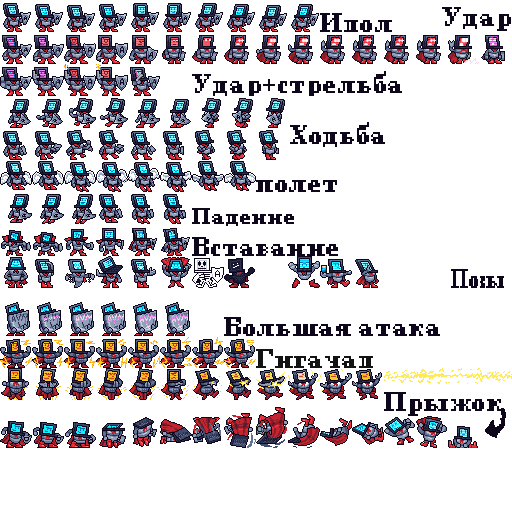 Идол
Удар
Удар+стрельба
Ходьба
полет
Падение
Вставание
Позы
Большая атака
Гигачад
Прыжок